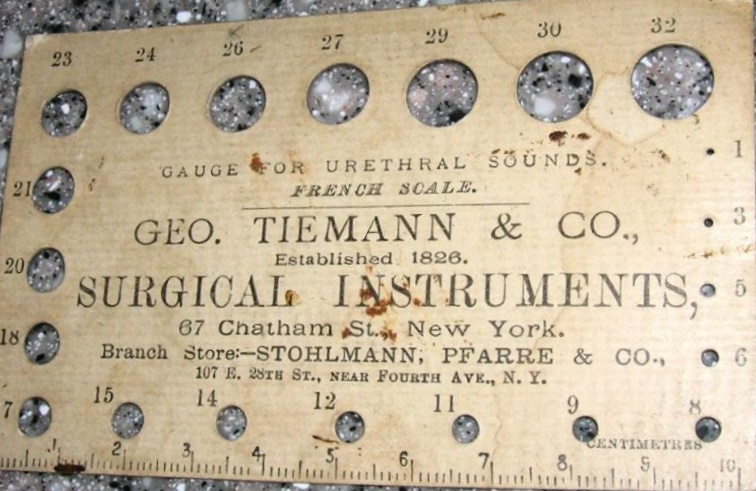 23 24 26 27 29 30 32
1
GAUGE FOR URETHRAL SOUNDS.
21
FRENCH SCALE.
GEO. TIEMANN & CO.,
3
Established 1826.
20
SURGICAL INSTRUMENTS,
5
67 Chatham St., New York.
18
Branch Store:—STOHLMANN, PFARRE & CO.,
6
107 E. 28TH ST., NEAR FOURTH AVE., N. Y.
7 15 14 12 11 9 8
CENTIMETRES
1 2 3 4 5 6 7 8 9 10